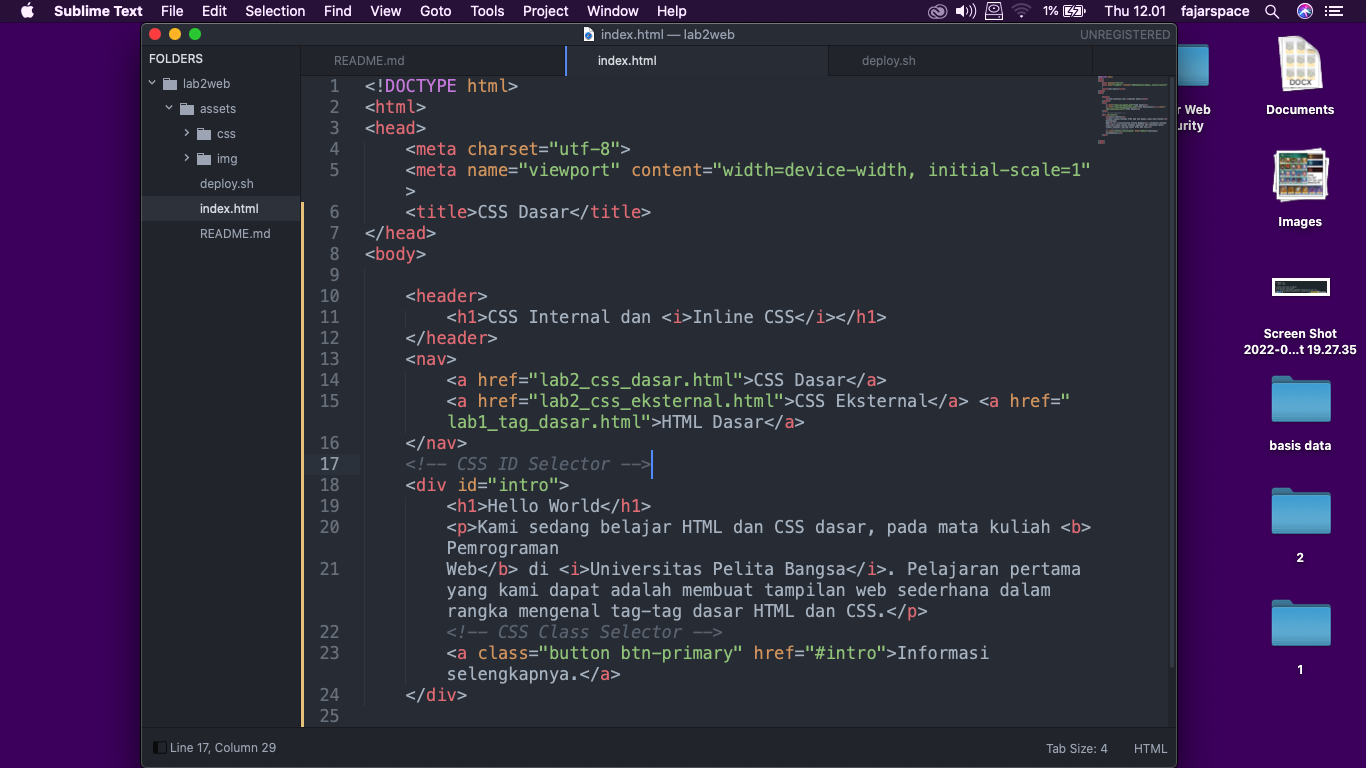 Sublime Text File Edit Selection Find View Goto Tools Project Window Help 1% Thu 12.01 fajarspace
index.html — lab2web UNREGISTERED
FOLDERS
lab2web
assets
css
img
deploy.sh
index.html
README.md
README.md index.html deploy.sh
1 <!DOCTYPE html>
2 <html>
3 <head>
4 <meta charset="utf-8">
5 <meta name="viewport" content="width=device-width, initial-scale=1"
>
6 <title>CSS Dasar</title>
7 </head>
8 <body>
9
10 <header>
11 <h1>CSS Internal dan <i>Inline CSS</i></h1>
12 </header>
13 <nav>
14 <a href="lab2_css_dasar.html">CSS Dasar</a>
15 <a href="lab2_css_eksternal.html">CSS Eksternal</a> <a href="
lab1_tag_dasar.html">HTML Dasar</a>
16 </nav>
17 <!-- CSS ID Selector -->
18 <div id="intro">
19 <h1>Hello World</h1>
20 <p>Kami sedang belajar HTML dan CSS dasar, pada mata kuliah <b>
Pemrograman
21 Web</b> di <i>Universitas Pelita Bangsa</i>. Pelajaran pertama
yang kami dapat adalah membuat tampilan web sederhana dalam
rangka mengenal tag-tag dasar HTML dan CSS.</p>
22 <!-- CSS Class Selector -->
23 <a class="button btn-primary" href="#intro">Informasi
selengkapnya.</a>
24 </div>
25
Line 17, Column 29 Tab Size: 4 HTML
r Web
urity
DOCX
Documents
Images
Screen Shot
2022-0...t 19.27.35
basis data
2
1